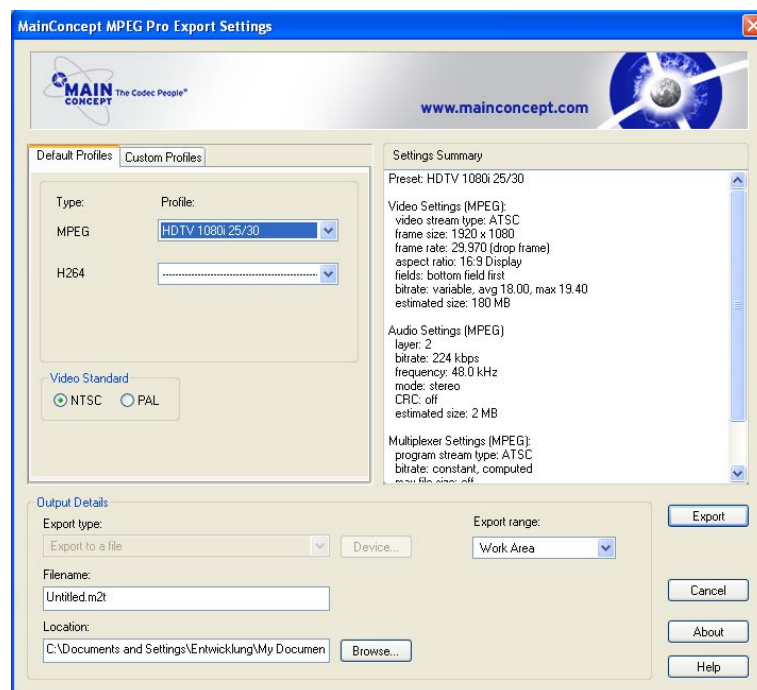 MainConcept MPEG Pro Export Settings
MAIN CONCEPT The Codec People®
www.mainconcept.com
Default Profiles Custom Profiles
Type: Profile:
MPEG HDTV 1080i 25/30
H264 --------------------------------------------------
Video Standard
NTSC PAL
Settings Summary
Preset: HDTV 1080i 25/30
Video Settings (MPEG):
video stream type: ATSC
frame size: 1920 x 1080
frame rate: 29.970 (drop frame)
aspect ratio: 16:9 Display
fields: bottom field first
bitrate: variable, avg 18.00, max 19.40
estimated size: 180 MB
Audio Settings (MPEG)
layer: 2
bitrate: 224 kbps
frequency: 48.0 kHz
mode: stereo
CRC: off
estimated size: 2 MB
Multiplexer Settings (MPEG):
program stream type: ATSC
bitrate: constant, computed
max file size: off
Output Details
Export type:
Export to a file Device...
Export range:
Work Area
Filename:
Untitled.m2t
Location:
C:\Documents and Settings\Entwicklung\My Documen Browse...
Export
Cancel
About
Help